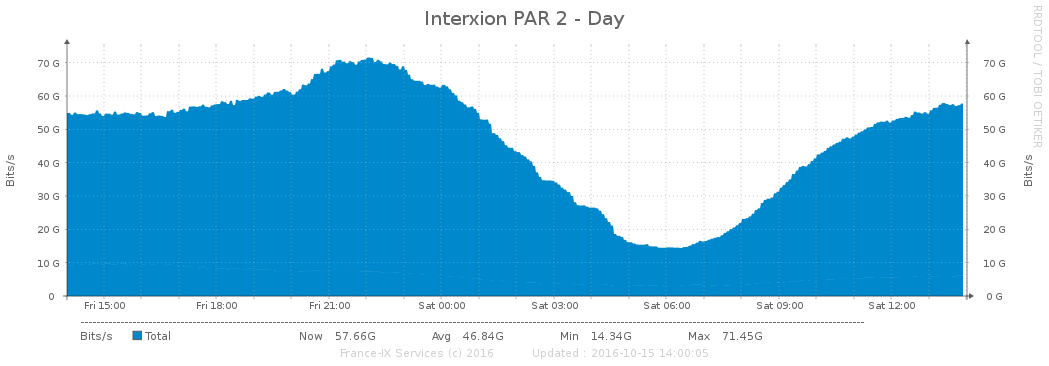 Interxion PAR 2 - Day
RRDTOOL / TOBI OETIKER
Bits/s
70 G 70 G
60 G 60 G
50 G 50 G
40 G 40 G
30 G 30 G
20 G 20 G
10 G 10 G
0 0 G
Bits/s
Fri 15:00 Fri 18:00 Fri 21:00 Sat 00:00 Sat 03:00 Sat 06:00 Sat 09:00 Sat 12:00
Bits/s Total Now 57.66G Avg 46.84G Min 14.34G Max 71.45G
France-IX Services (c) 2016 Updated : 2016-10-15 14:00:05